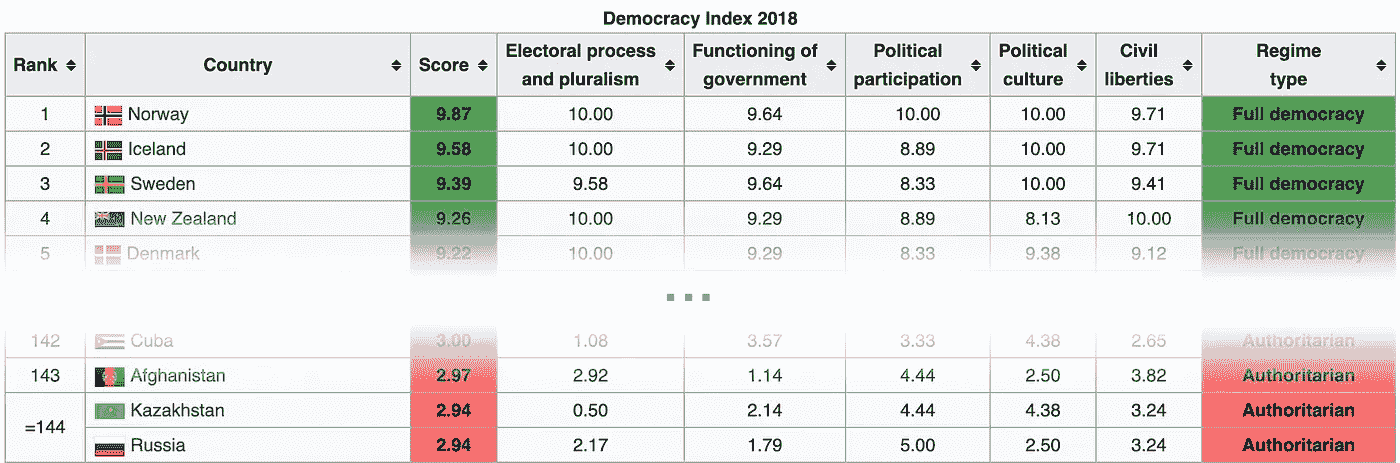 Democracy Index 2018
Rank Country Score Electoral process and pluralism Functioning of government Political participation Political culture Civil liberties Regime type
1 Norway 9.87 10.00 9.64 10.00 10.00 9.71 Full democracy
2 Iceland 9.58 10.00 9.29 8.89 10.00 9.71 Full democracy
3 Sweden 9.39 9.58 9.64 8.33 10.00 9.41 Full democracy
4 New Zealand 9.26 10.00 9.29 8.89 8.13 10.00 Full democracy
5 Denmark 9.22 10.00 9.29 8.33 9.38 9.12 Full democracy
...
142 Cuba 3.00 1.08 3.57 3.33 4.38 2.65 Authoritarian
143 Afghanistan 2.97 2.92 1.14 4.44 2.50 3.82 Authoritarian
=144 Kazakhstan 2.94 0.50 2.14 4.44 4.38 3.24 Authoritarian
Russia 2.94 2.17 1.79 5.00 2.50 3.24 Authoritarian